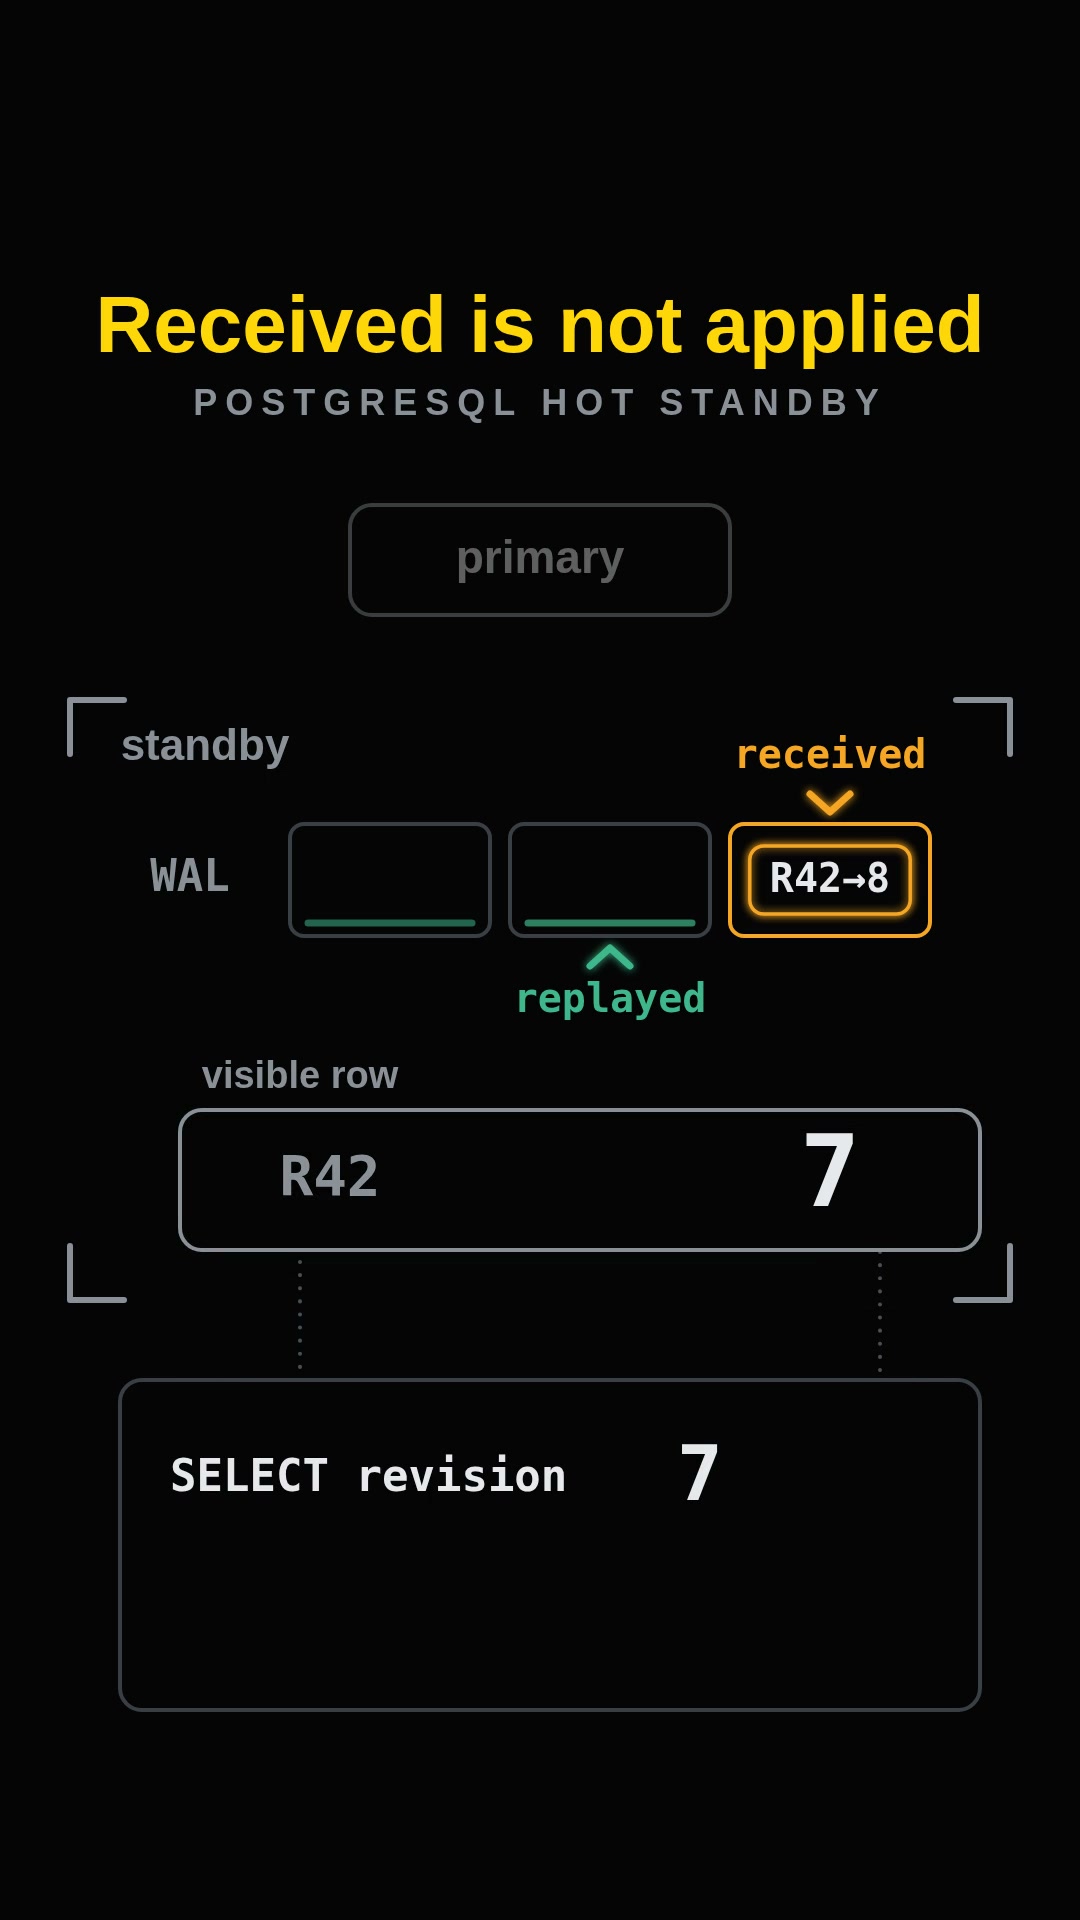 Received is not applied
POSTGRESQL HOT STANDBY
primary
standby
received
WAL
R42→8
replayed
visible row
R42 7
SELECT revision 7